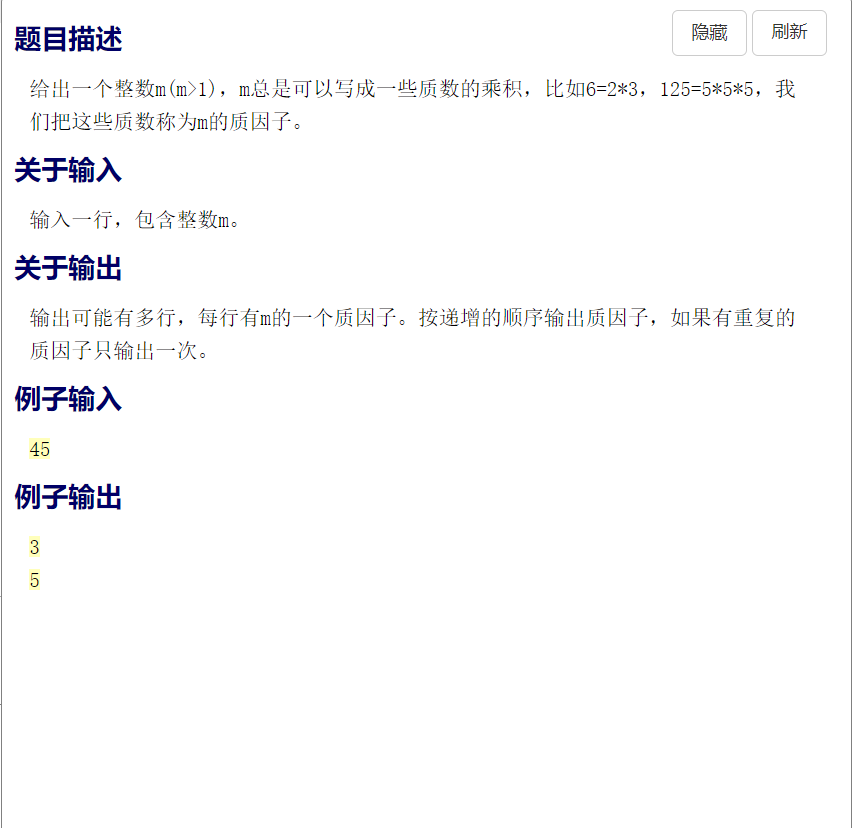 题目描述
隐藏
刷新
给出一个整数m(m>1)，m总是可以写成一些质数的乘积，比如6=2*3，125=5*5*5，我
们把这些质数称为m的质因子。
关于输入
输入一行，包含整数m。
关于输出
输出可能有多行，每行有m的一个质因子。按递增的顺序输出质因子，如果有重复的
质因子只输出一次。
例子输入
45
例子输出
3
5